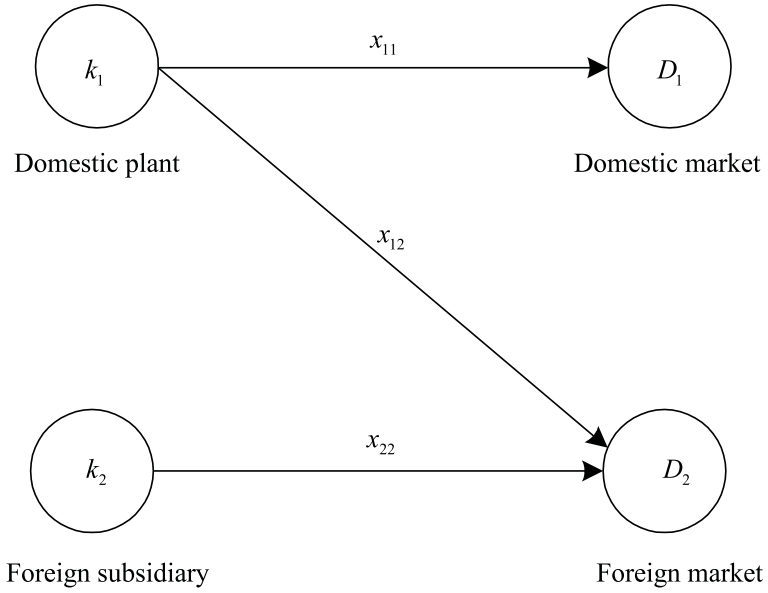 x₁₁
k₁
D₁
Domestic plant
Domestic market
x₁₂
x₂₂
k₂
D₂
Foreign subsidiary
Foreign market